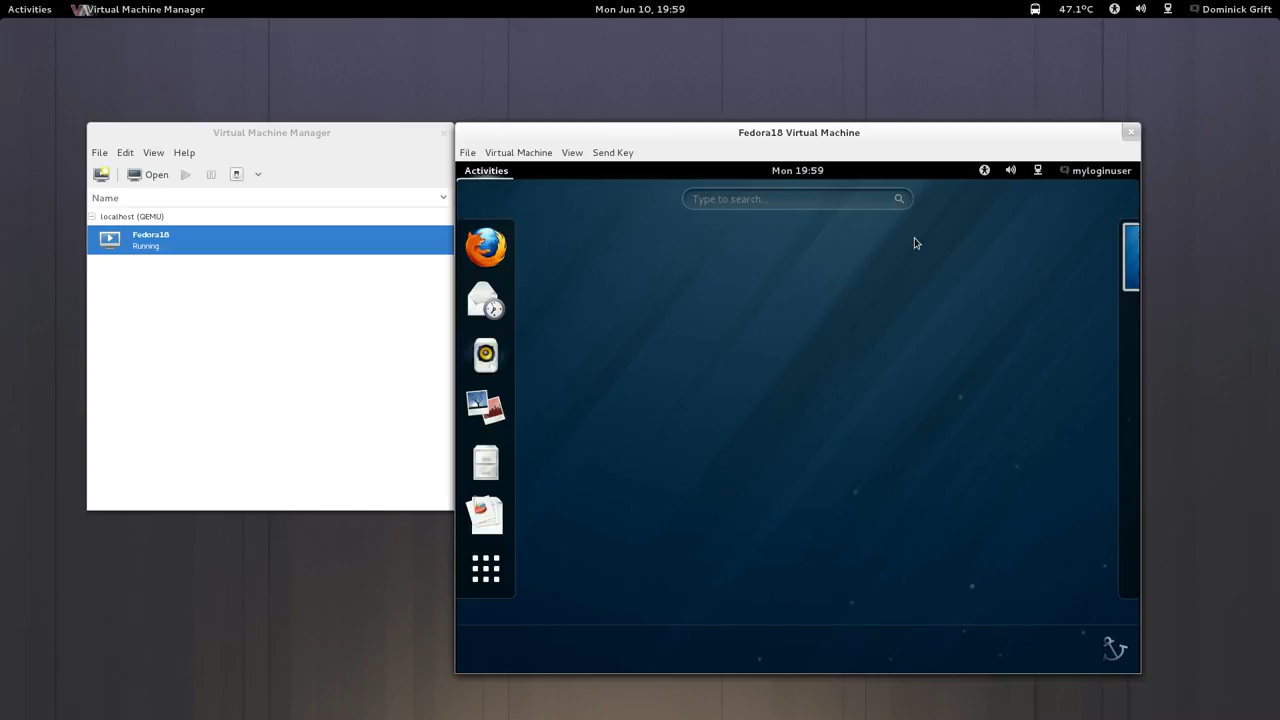 Activities Virtual Machine Manager Mon Jun 10, 19:59 47.1ºC Dominick Grift
Virtual Machine Manager
File Edit View Help
Open
Name
localhost (QEMU)
Fedora18
Running
Fedora18 Virtual Machine
File Virtual Machine View Send Key
Activities Mon 19:59 myloginuser
Type to search...